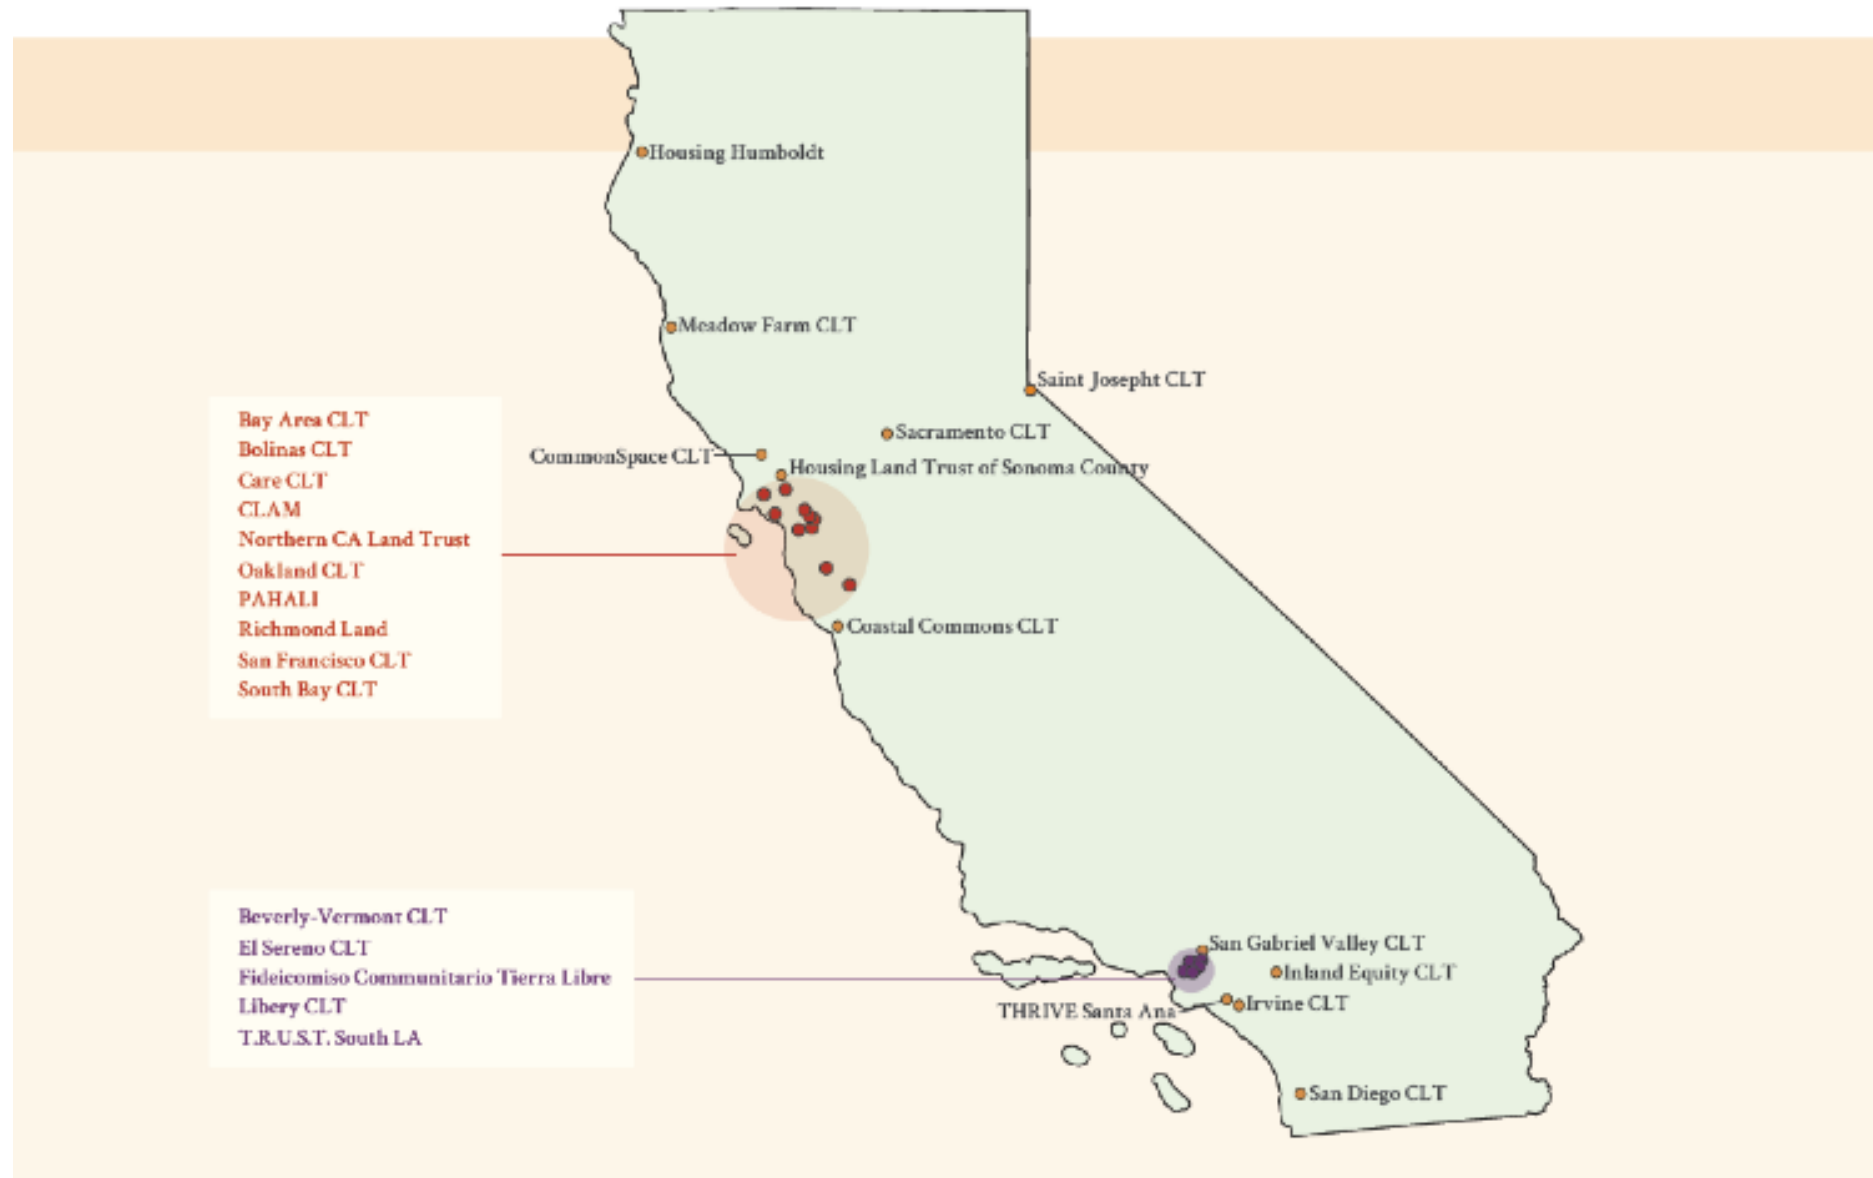 Housing Humboldt
Meadow Farm CLT
Saint Josepht CLT
Sacramento CLT
CommonSpace CLT
Housing Land Trust of Sonoma County
Bay Area CLT
Bolinas CLT
Care CLT
CLAM
Northern CA Land Trust
Oakland CLT
PAHALI
Richmond Land
San Francisco CLT
South Bay CLT
Coastal Commons CLT
Beverly-Vermont CLT
El Sereno CLT
Fideicomiso Communitario Tierra Libre
Libery CLT
T.R.U.S.T. South LA
San Gabriel Valley CLT
Inland Equity CLT
THRIVE Santa Ana
Irvine CLT
San Diego CLT